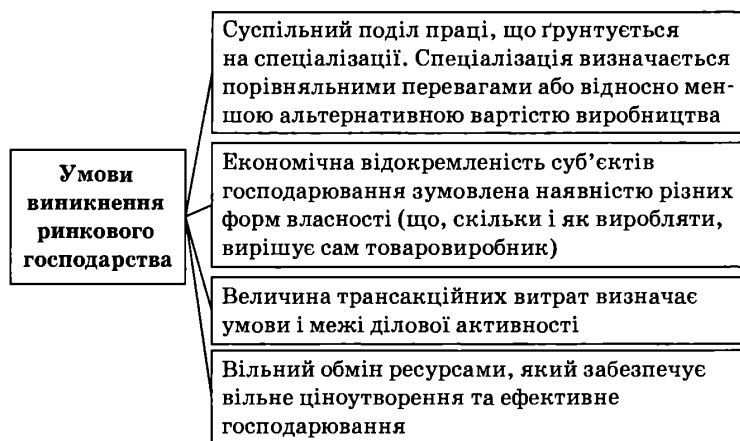 Умови
виникнення
ринкового
господарства
Суспільний поділ праці, що ґрунтується
на спеціалізації. Спеціалізація визначається
порівняльними перевагами або відносно мен-
шою альтернативною вартістю виробництва
Економічна відокремленість суб’єктів
господарювання зумовлена наявністю різних
форм власності (що, скільки і як виробляти,
вирішує сам товаровиробник)
Величина трансакційних витрат визначає
умови і межі ділової активності
Вільний обмін ресурсами, який забезпечує
вільне ціноутворення та ефективне
господарювання